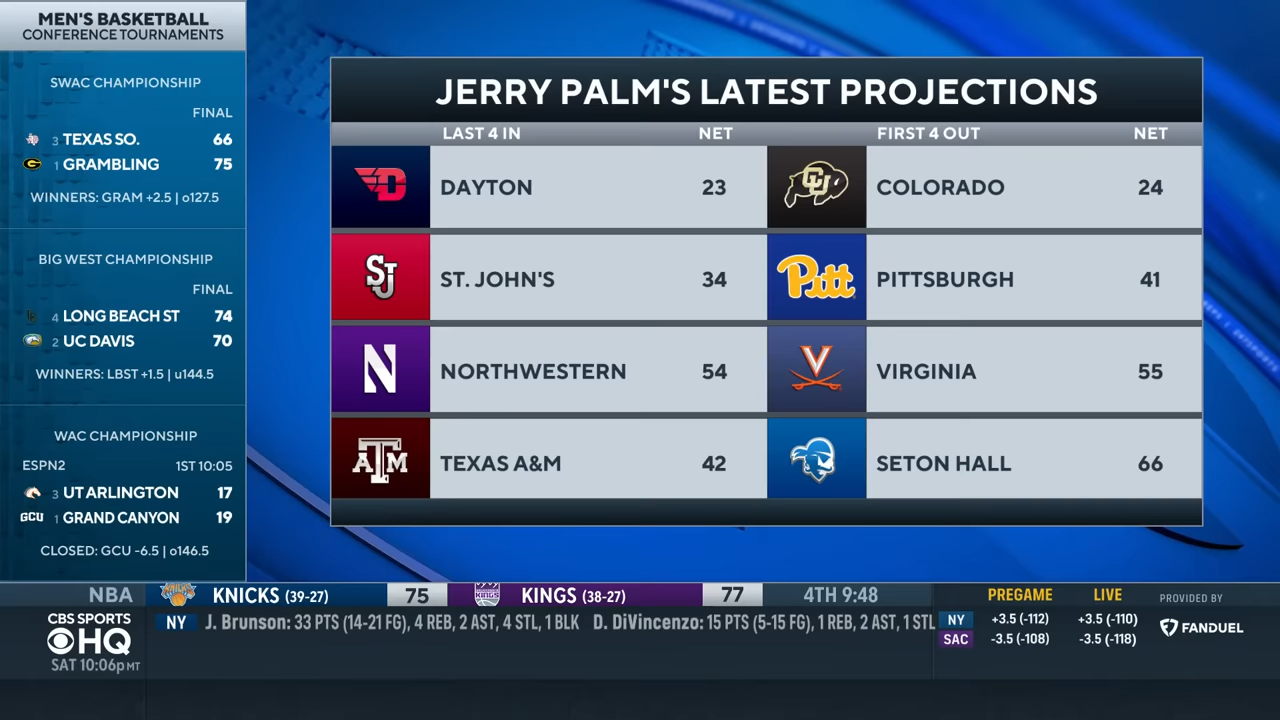 MEN'S BASKETBALL
CONFERENCE TOURNAMENTS
SWAC CHAMPIONSHIP
FINAL
3 TEXAS SO. 66
1 GRAMBLING 75
WINNERS: GRAM +2.5 | o127.5
BIG WEST CHAMPIONSHIP
FINAL
4 LONG BEACH ST 74
2 UC DAVIS 70
WINNERS: LBST +1.5 | u144.5
WAC CHAMPIONSHIP
ESPN2 1ST 10:05
3 UT ARLINGTON 17
GCU 1 GRAND CANYON 19
CLOSED: GCU -6.5 | o146.5
JERRY PALM'S LATEST PROJECTIONS
LAST 4 IN NET FIRST 4 OUT NET
D DAYTON 23 CU COLORADO 24
STJ ST. JOHN'S 34 Pitt PITTSBURGH 41
N NORTHWESTERN 54 V VIRGINIA 55
ATM TEXAS A&M 42 SETON HALL 66
NBA KNICKS (39-27) 75 KINGS KINGS (38-27) 77 4TH 9:48
NY J. Brunson: 33 PTS (14-21 FG), 4 REB, 2 AST, 4 STL, 1 BLK D. DiVincenzo: 15 PTS (5-15 FG), 1 REB, 2 AST, 1 STL
CBS SPORTS
HQ
SAT 10:06p MT
PREGAME LIVE
NY +3.5 (-112) +3.5 (-110)
SAC -3.5 (-108) -3.5 (-118)
PROVIDED BY
FANDUEL